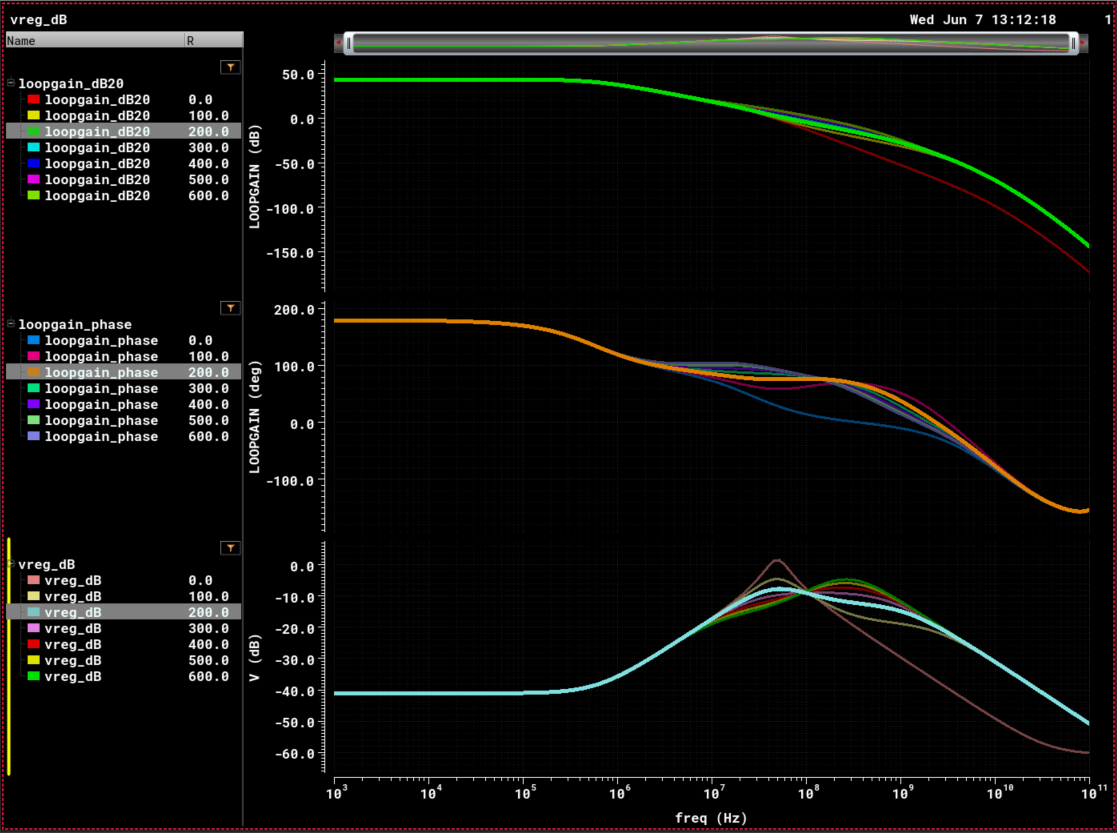 vreg_dB Wed Jun 7 13:12:18 1
Name R
loopgain_dB20
loopgain_dB20 0.0
loopgain_dB20 100.0
loopgain_dB20 200.0
loopgain_dB20 300.0
loopgain_dB20 400.0
loopgain_dB20 500.0
loopgain_dB20 600.0
50.0
0.0
-50.0
-100.0
-150.0
LOOPGAIN (dB)
loopgain_phase
loopgain_phase 0.0
loopgain_phase 100.0
loopgain_phase 200.0
loopgain_phase 300.0
loopgain_phase 400.0
loopgain_phase 500.0
loopgain_phase 600.0
200.0
100.0
0.0
-100.0
LOOPGAIN (deg)
vreg_dB
vreg_dB 0.0
vreg_dB 100.0
vreg_dB 200.0
vreg_dB 300.0
vreg_dB 400.0
vreg_dB 500.0
vreg_dB 600.0
0.0
-10.0
-20.0
-30.0
-40.0
-50.0
-60.0
V (dB)
10³ 10⁴ 10⁵ 10⁶ 10⁷ 10⁸ 10⁹ 10¹⁰ 10¹¹
freq (Hz)